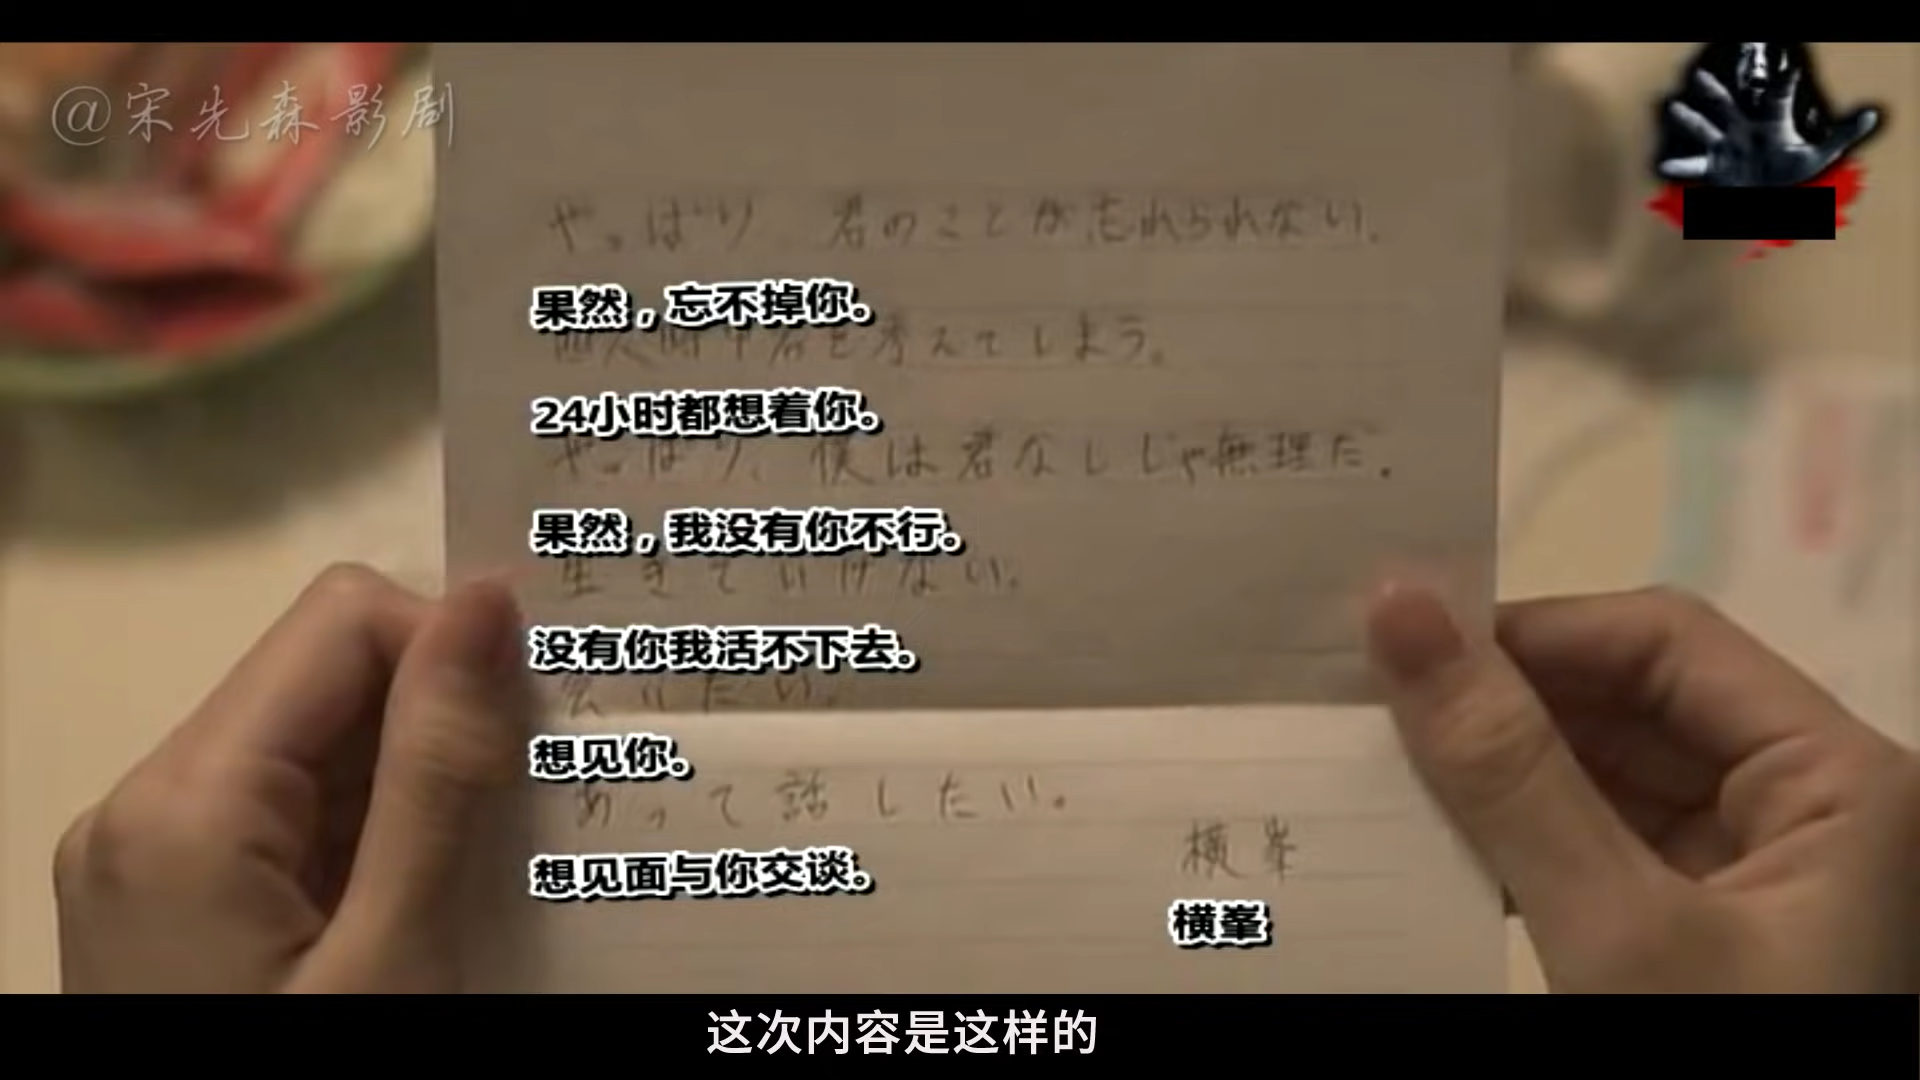 @宋先森影剧
やっぱり、君のことが忘れられない。
果然，忘不掉你。
四六時中君を考えてしまう。
24小时都想着你。
やっぱり、僕は君なしじゃ無理だ。
果然，我没有你不行。
生きていけない。
没有你我活不下去。
会いたい。
想见你。
あって話したい。
想见面与你交谈。
横峯
横峯
这次内容是这样的